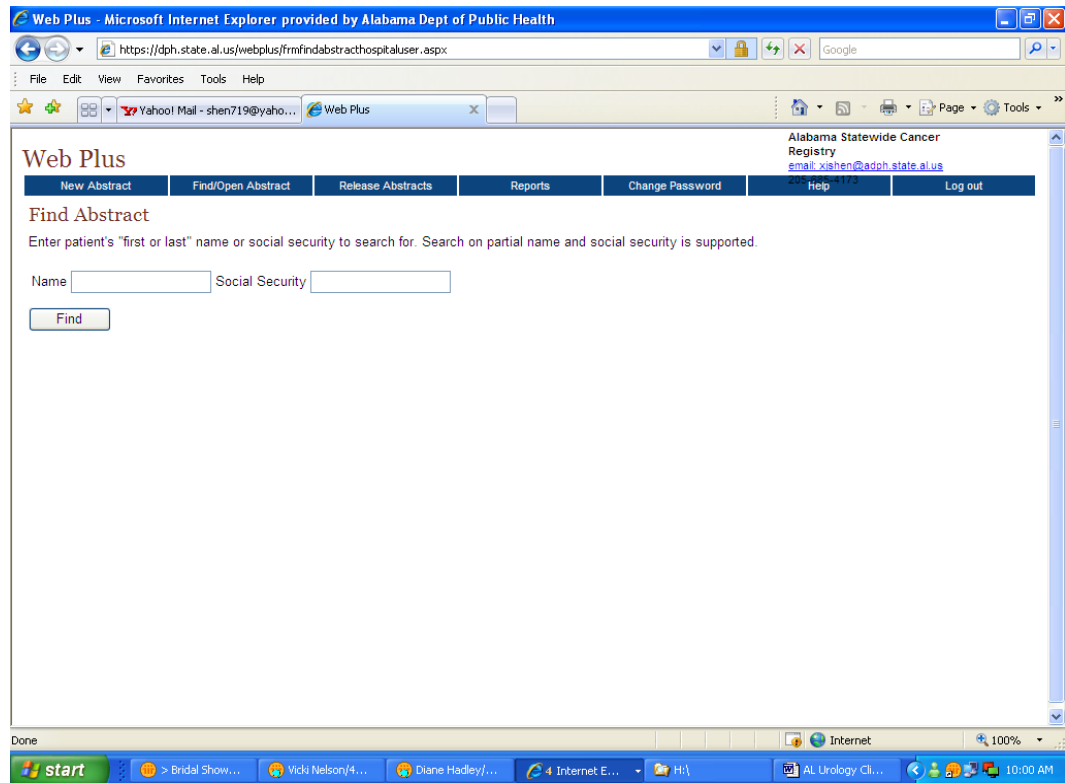 Web Plus - Microsoft Internet Explorer provided by Alabama Dept of Public Health
https://dph.state.al.us/webplus/frmfindabstracthospitaluser.aspx
Google
File Edit View Favorites Tools Help
Yahoo! Mail - shen719@yaho... Web Plus
Page Tools
Alabama Statewide Cancer
Registry
email: xjshen@adph.state.al.us
Web Plus
New Abstract Find/Open Abstract Release Abstracts Reports Change Password Help Log out
Find Abstract
Enter patient's "first or last" name or social security to search for. Search on partial name and social security is supported.
Name Social Security
Find
Done Internet 100%
start > Bridal Show... Vicki Nelson/4... Diane Hadley/... 4 Internet E... H:\ AL Urology Cli... 10:00 AM